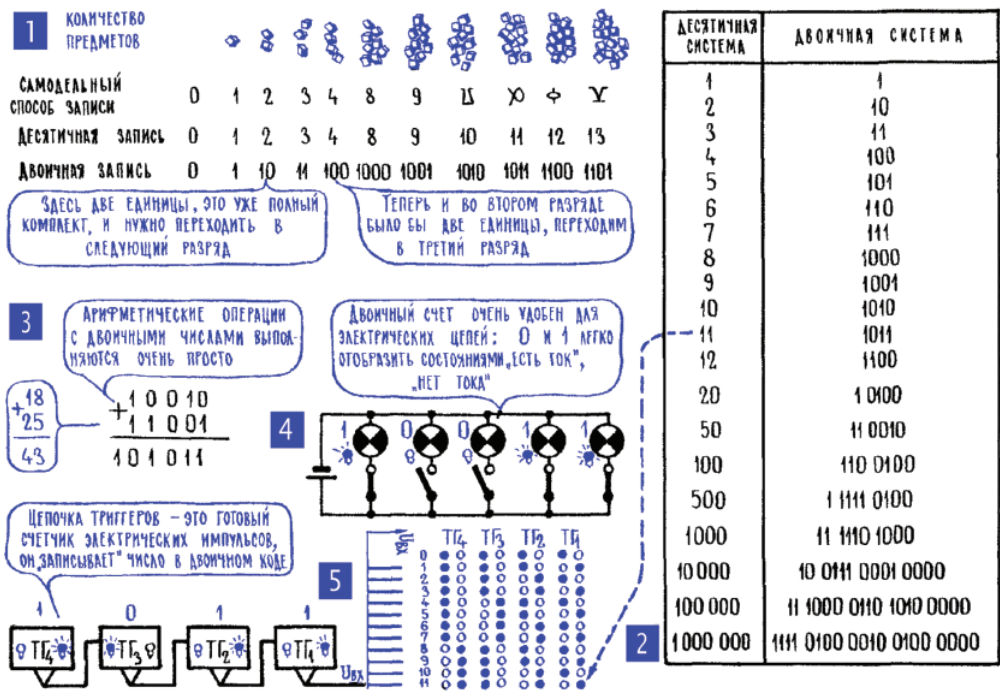 1
КОЛИЧЕСТВО
ПРЕДМЕТОВ
САМОДЕЛЬНЫЙ
СПОСОБ ЗАПИСИ 0 1 2 3 4 8 9
ДЕСЯТИЧНАЯ ЗАПИСЬ 0 1 2 3 4 8 9 10 11 12 13
ДВОИЧНАЯ ЗАПИСЬ 0 1 10 11 100 1000 1001 1010 1011 1100 1101
ЗДЕСЬ ДВЕ ЕДИНИЦЫ, ЭТО УЖЕ ПОЛНЫЙ
КОМПЛЕКТ, И НУЖНО ПЕРЕХОДИТЬ В
СЛЕДУЮЩИЙ РАЗРЯД
ТЕПЕРЬ И ВО ВТОРОМ РАЗРЯДЕ
БЫЛО БЫ ДВЕ ЕДИНИЦЫ, ПЕРЕХОДИМ
В ТРЕТИЙ РАЗРЯД
3
АРИФМЕТИЧЕСКИЕ ОПЕРАЦИИ
С ДВОИЧНЫМИ ЧИСЛАМИ ВЫПОЛ-
НЯЮТСЯ ОЧЕНЬ ПРОСТО
+18
25
43
+10010
11001
101011
ДВОИЧНЫЙ СЧЕТ ОЧЕНЬ УДОБЕН ДЛЯ
ЭЛЕКТРИЧЕСКИХ ЦЕПЕЙ: 0 И 1 ЛЕГКО
ОТОБРАЗИТЬ СОСТОЯНИЯМИ „ЕСТЬ ТОК",
„НЕТ ТОКА"
4
1 0 0 1 1
ЦЕПОЧКА ТРИГГЕРОВ – ЭТО ГОТОВЫЙ
СЧЕТЧИК ЭЛЕКТРИЧЕСКИХ ИМПУЛЬСОВ,
ОН „ЗАПИСЫВАЕТ" ЧИСЛО В ДВОИЧНОМ КОДЕ
1 0 1 1
ТГ4 ТГ3 ТГ2 ТГ1
UВХ
5
UВХ ТГ4 ТГ3 ТГ2 ТГ1
0
1
2
3
4
5
6
7
8
9
10
11
2
ДЕСЯТИЧНАЯ СИСТЕМА ДВОИЧНАЯ СИСТЕМА
1 1
2 10
3 11
4 100
5 101
6 110
7 111
8 1000
9 1001
10 1010
11 1011
12 1100
20 1 0100
50 11 0010
100 110 0100
500 1 1111 0100
1000 11 1110 1000
10 000 10 0111 0001 0000
100 000 11 1000 0110 1010 0000
1 000 000 1111 0100 0010 0100 0000